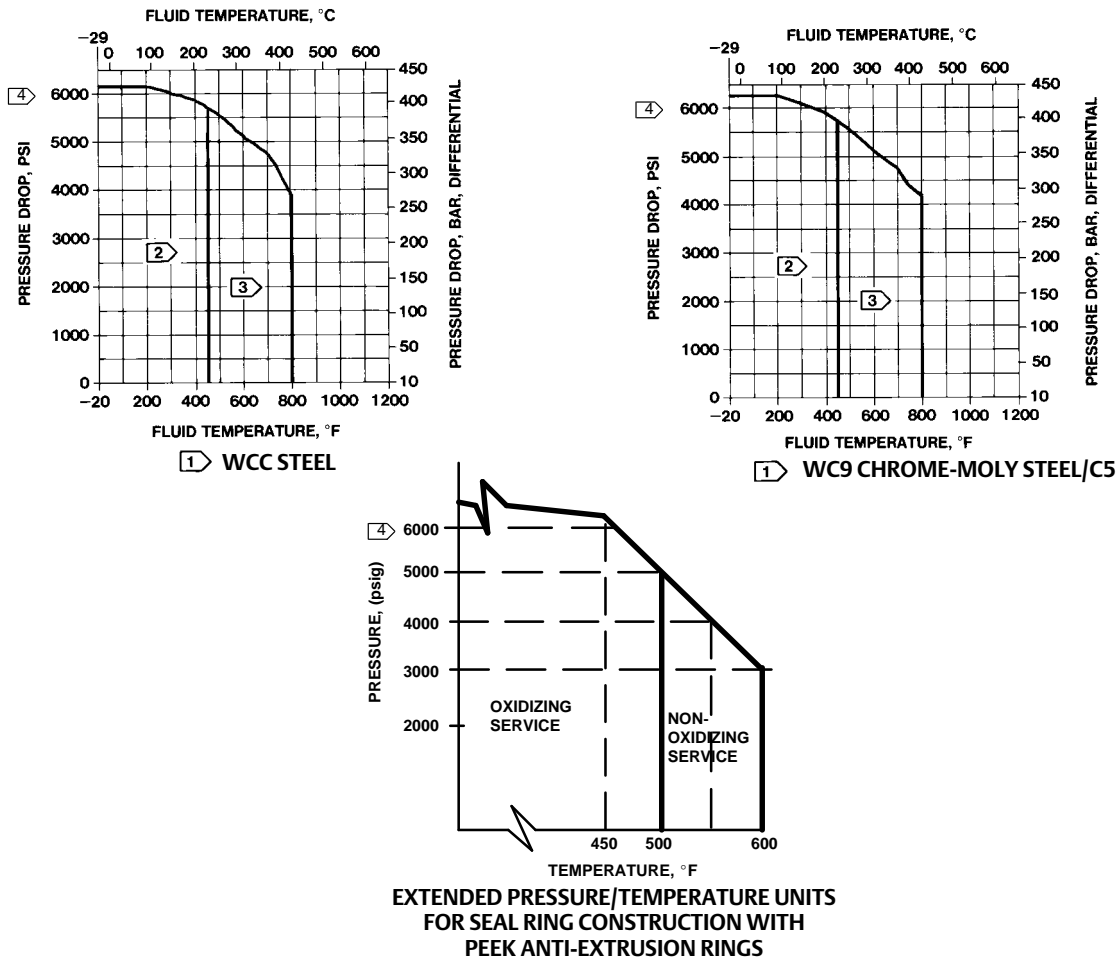 FLUID TEMPERATURE, °C
−29
0 100 200 300 400 500 600
4
6000
5000
4000
3000
2000
1000
0
PRESSURE DROP, PSI
450
400
350
300
250
200
150
100
50
10
PRESSURE DROP, BAR, DIFFERENTIAL
2
3
−20 200 400 600 800 1000 1200
FLUID TEMPERATURE, °F
1 WCC STEEL
FLUID TEMPERATURE, °C
−29
0 100 200 300 400 500 600
4
6000
5000
4000
3000
2000
1000
0
PRESSURE DROP, PSI
450
400
350
300
250
200
150
100
50
10
PRESSURE DROP, BAR, DIFFERENTIAL
2
3
−20 200 400 600 800 1000 1200
FLUID TEMPERATURE, °F
1 WC9 CHROME-MOLY STEEL/C5
4
6000
5000
4000
3000
2000
PRESSURE, (psig)
OXIDIZING
SERVICE
NON-
OXIDIZING
SERVICE
450 500 600
TEMPERATURE, °F
EXTENDED PRESSURE/TEMPERATURE UNITS
FOR SEAL RING CONSTRUCTION WITH
PEEK ANTI-EXTRUSION RINGS